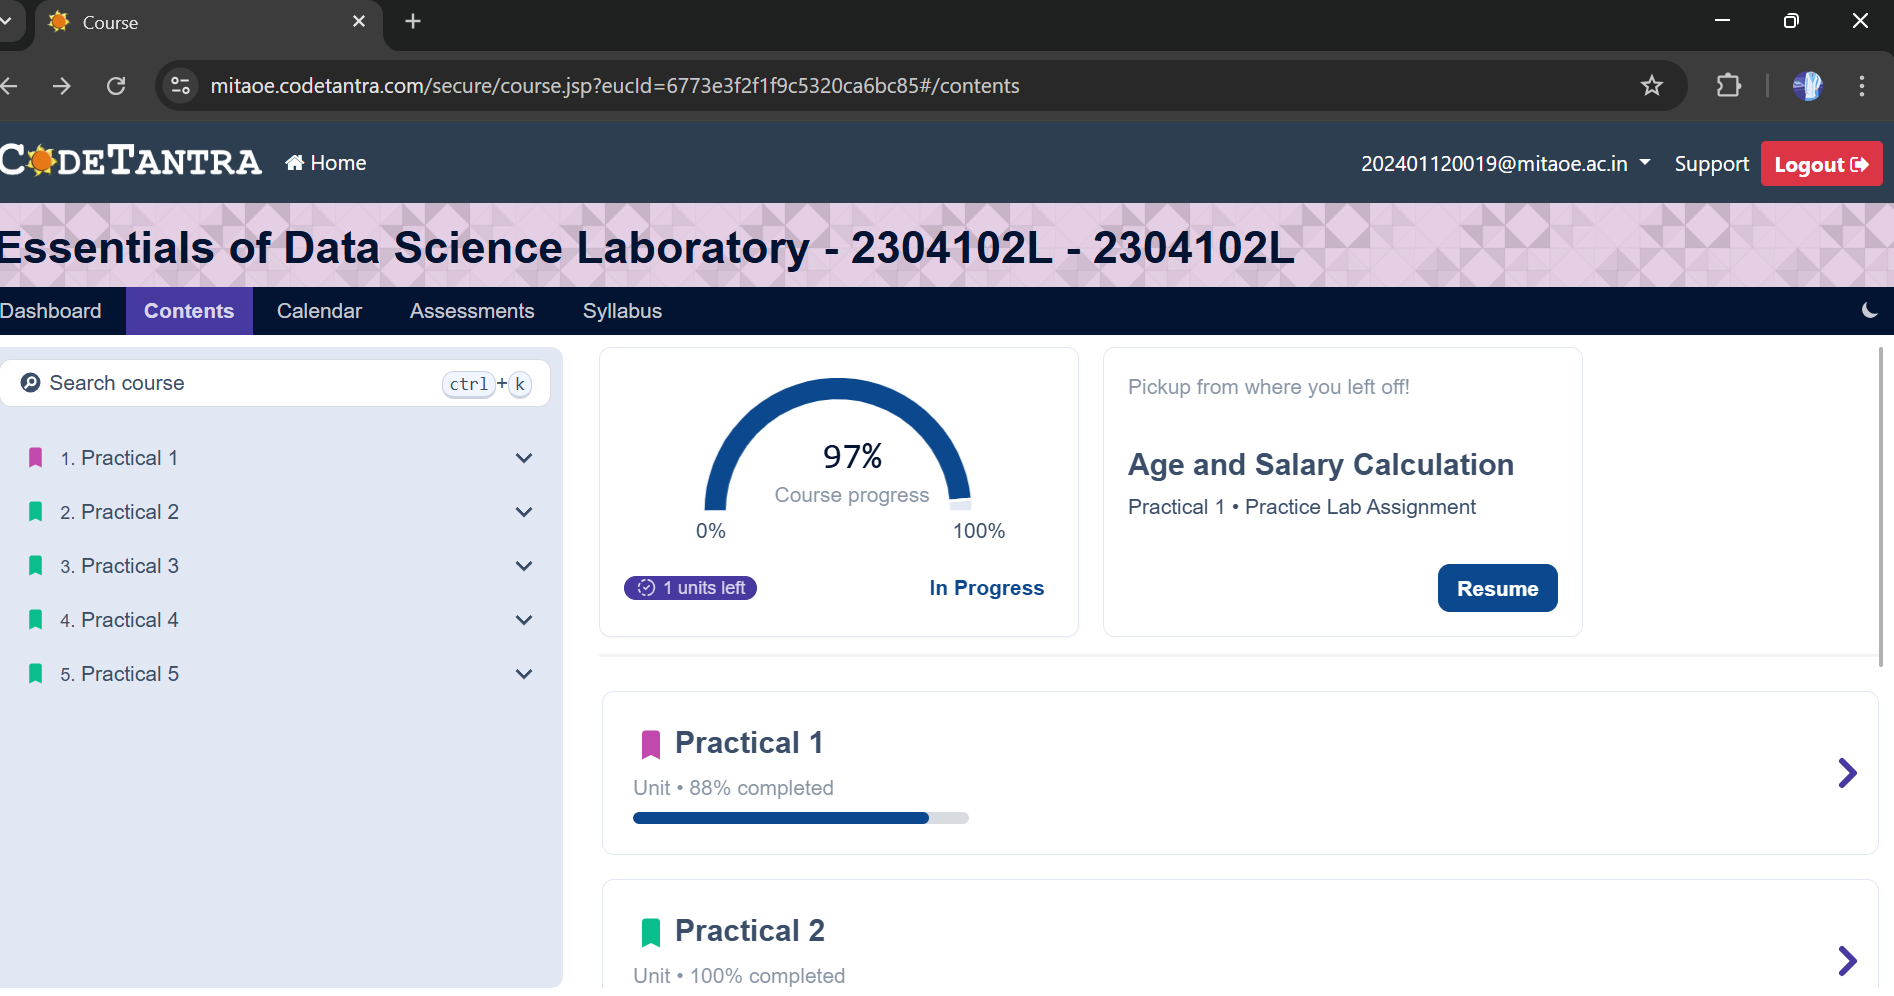 Course
mitaoe.codetantra.com/secure/course.jsp?eucId=6773e3f2f1f9c5320ca6bc85#/contents
CODETANTRA Home 202401120019@mitaoe.ac.in Support Logout
Essentials of Data Science Laboratory - 2304102L - 2304102L
Dashboard Contents Calendar Assessments Syllabus
Search course ctrl+k
1. Practical 1
2. Practical 2
3. Practical 3
4. Practical 4
5. Practical 5
97%
Course progress
0% 100%
1 units left In Progress
Pickup from where you left off!
Age and Salary Calculation
Practical 1 • Practice Lab Assignment
Resume
Practical 1
Unit • 88% completed
Practical 2
Unit • 100% completed